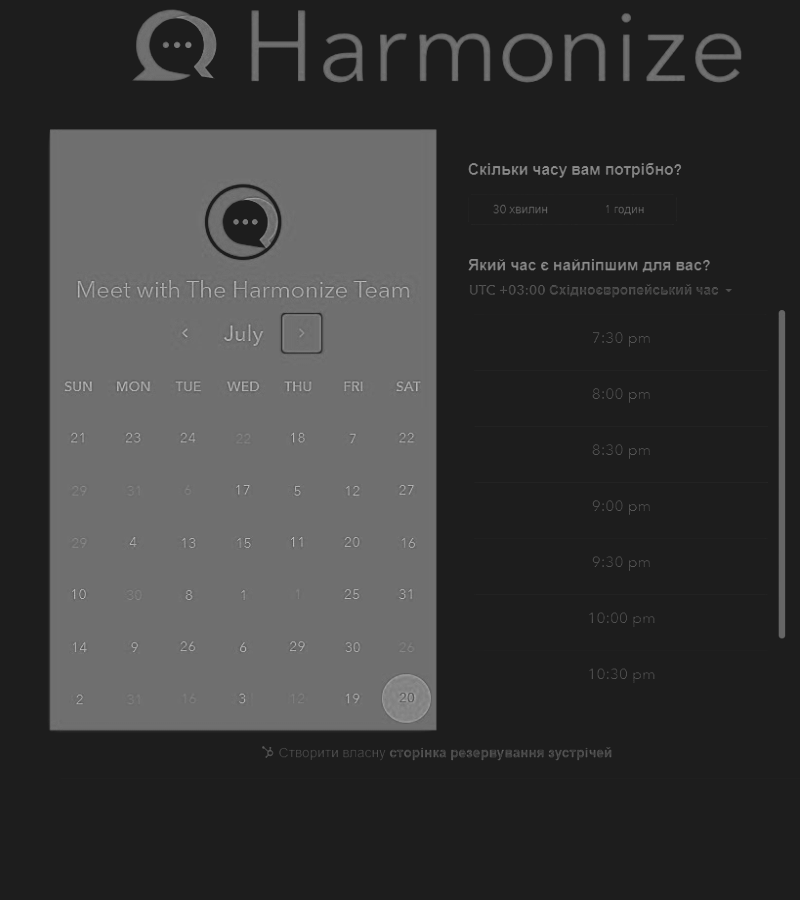 Harmonize
Meet with The Harmonize Team
July
SUN MON TUE WED THU FRI SAT
21 23 24 22 18 7 22
29 31 6 17 5 12 27
29 4 13 15 11 20 16
10 30 8 1 1 25 31
14 9 26 6 29 30 26
2 31 16 3 12 19 20
Скільки часу вам потрібно?
30 хвилин 1 годин
Який час є найліпшим для вас?
UTC +03:00 Східноєвропейський час
7:30 pm
8:00 pm
8:30 pm
9:00 pm
9:30 pm
10:00 pm
10:30 pm
Створити власну сторінка резервування зустрічей